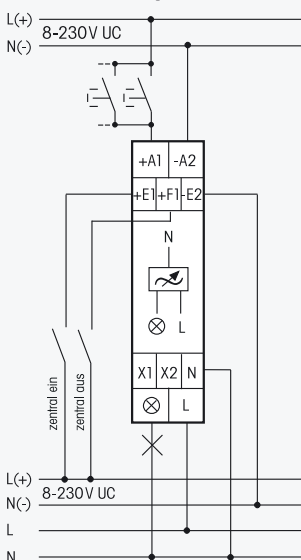 L(+)
8-230V UC
N(-)
+A1 -A2
+E1 +F1 -E2
N
L
zentral ein
zentral aus
X1 X2 N
L
L(+)
8-230V UC
N(-)
L
N